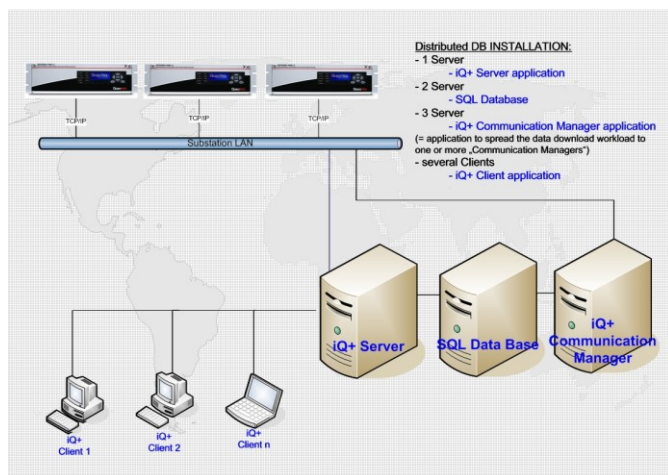 Distributed DB INSTALLATION:
- 1 Server
- iQ+ Server application
- 2 Server
- SQL Database
- 3 Server
- iQ+ Communication Manager application
(= application to spread the data download workload to
one or more „Communication Managers“)
- several Clients
- iQ+ Client application
TCP/IP
TCP/IP
TCP/IP
Substation LAN
iQ+ Server
SQL Data Base
iQ+
Communication
Manager
iQ+
Client 1
iQ+
Client 2
iQ+
Client n